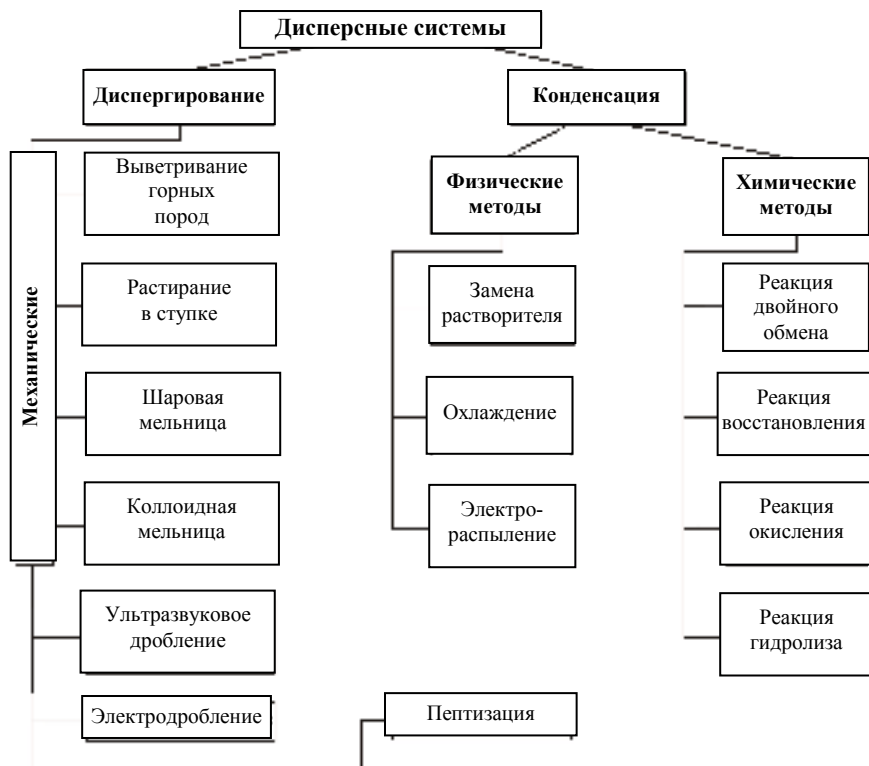 Дисперсные системы
Диспергирование
Конденсация
Механические
Выветривание
горных
пород
Растирание
в ступке
Шаровая
мельница
Коллоидная
мельница
Ультразвуковое
дробление
Электродробление
Физические
методы
Замена
растворителя
Охлаждение
Электро-
распыление
Химические
методы
Реакция
двойного
обмена
Реакция
восстановления
Реакция
окисления
Реакция
гидролиза
Пептизация